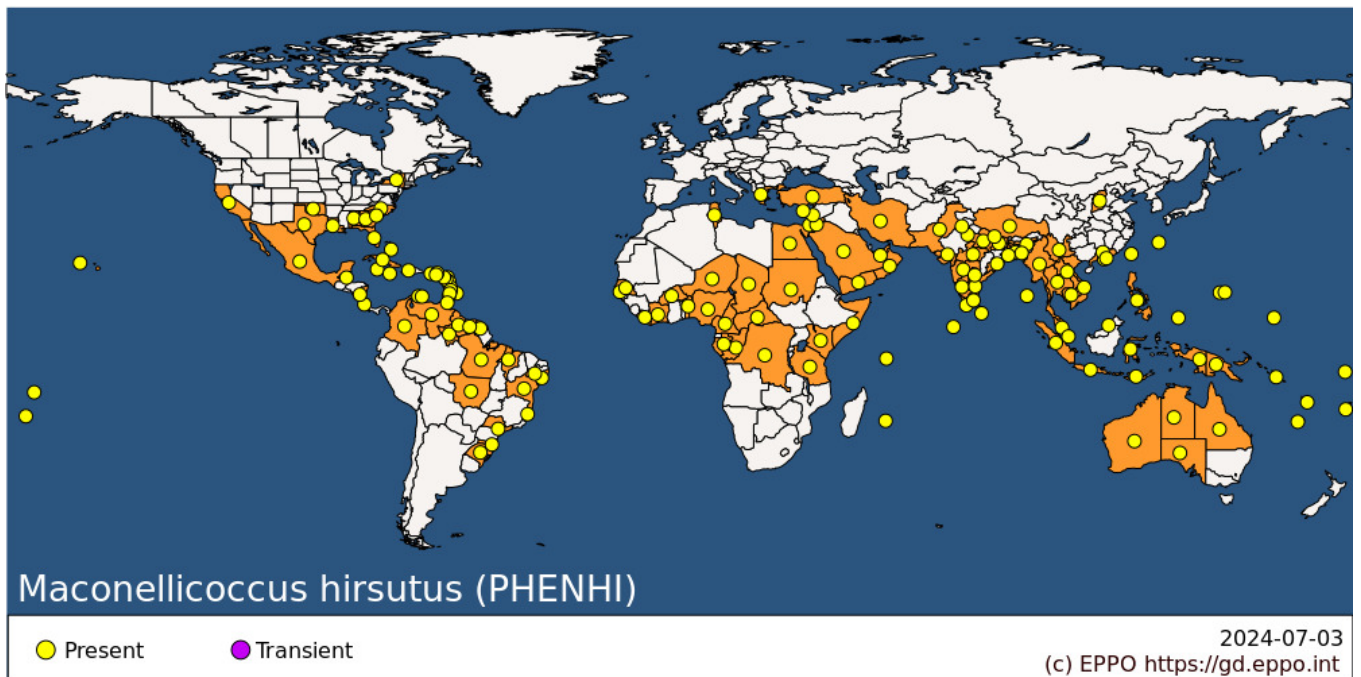 Maconellicoccus hirsutus (PHENHI)
Present
Transient
2024-07-03
(c) EPPO https://gd.eppo.int